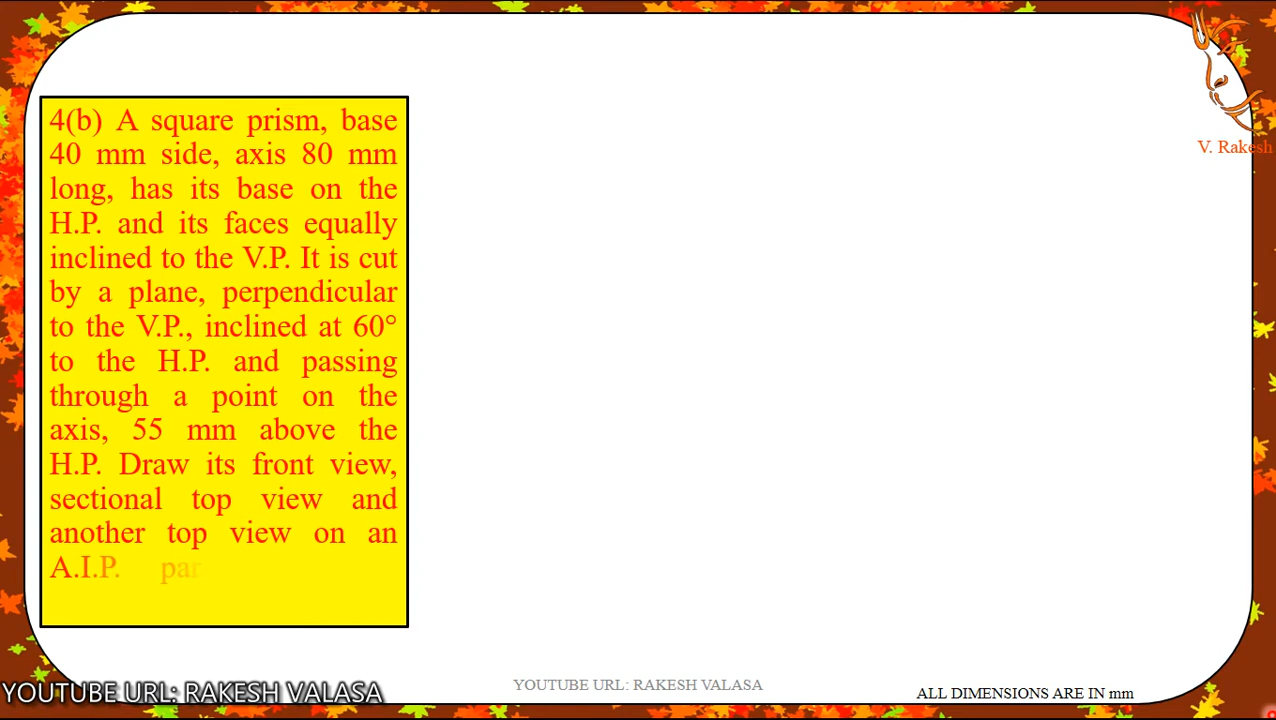 4(b) A square prism, base
40 mm side, axis 80 mm
long, has its base on the
H.P. and its faces equally
inclined to the V.P. It is cut
by a plane, perpendicular
to the V.P., inclined at 60°
to the H.P. and passing
through a point on the
axis, 55 mm above the
H.P. Draw its front view,
sectional top view and
another top view on an
A.I.P. par
V. Rakesh
YOUTUBE URL: RAKESH VALASA
YOUTUBE URL: RAKESH VALASA
ALL DIMENSIONS ARE IN mm